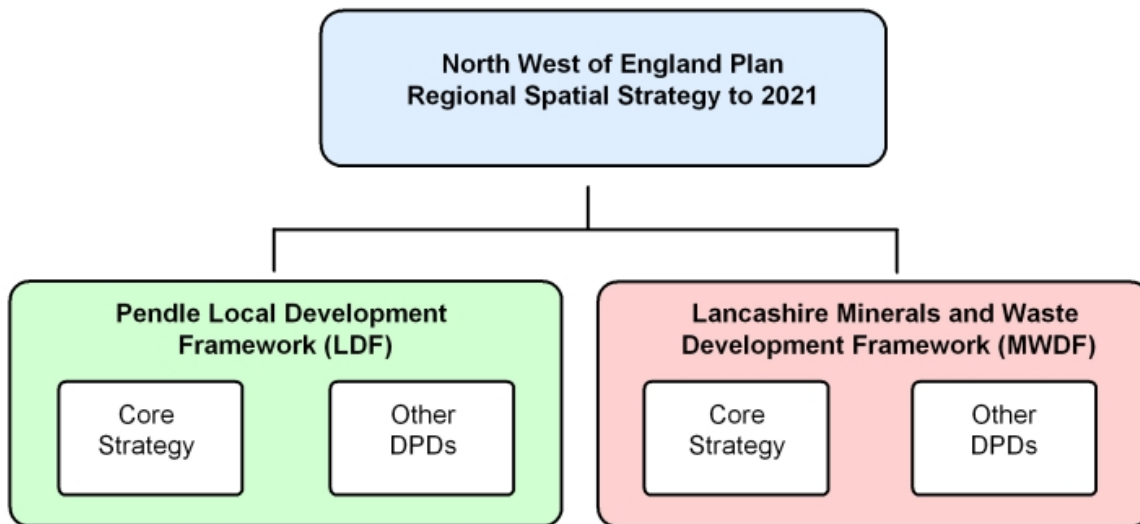 North West of England Plan
Regional Spatial Strategy to 2021
Pendle Local Development
Framework (LDF)
Core
Strategy
Other
DPDs
Lancashire Minerals and Waste
Development Framework (MWDF)
Core
Strategy
Other
DPDs